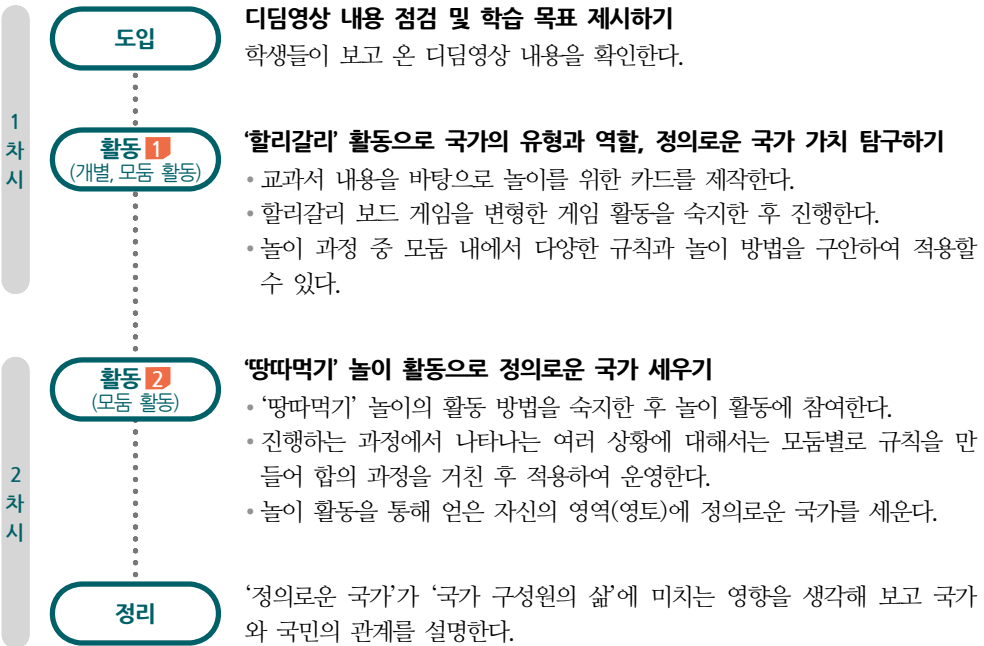 도입
디딤영상 내용 점검 및 학습 목표 제시하기
학생들이 보고 온 디딤영상 내용을 확인한다.
1
차
시
활동 1
(개별, 모둠 활동)
‘할리갈리’ 활동으로 국가의 유형과 역할, 정의로운 국가 가치 탐구하기
• 교과서 내용을 바탕으로 놀이를 위한 카드를 제작한다.
• 할리갈리 보드 게임을 변형한 게임 활동을 숙지한 후 진행한다.
• 놀이 과정 중 모둠 내에서 다양한 규칙과 놀이 방법을 구안하여 적용할
수 있다.
활동 2
(모둠 활동)
‘땅따먹기’ 놀이 활동으로 정의로운 국가 세우기
• ‘땅따먹기’ 놀이의 활동 방법을 숙지한 후 놀이 활동에 참여한다.
• 진행하는 과정에서 나타나는 여러 상황에 대해서는 모둠별로 규칙을 만
들어 합의 과정을 거친 후 적용하여 운영한다.
• 놀이 활동을 통해 얻은 자신의 영역(영토)에 정의로운 국가를 세운다.
2
차
시
정리
‘정의로운 국가’가 ‘국가 구성원의 삶’에 미치는 영향을 생각해 보고 국가
와 국민의 관계를 설명한다.